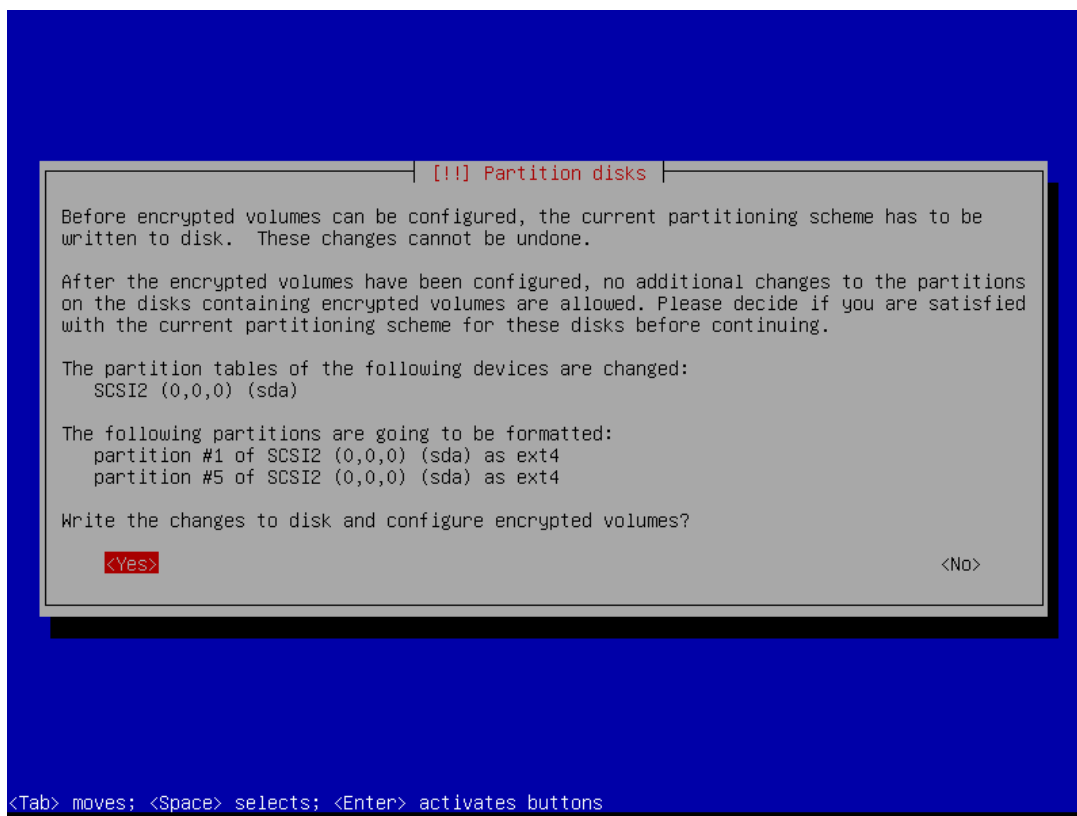 [!!] Partition disks
Before encrypted volumes can be configured, the current partitioning scheme has to be
written to disk.  These changes cannot be undone.
After the encrypted volumes have been configured, no additional changes to the partitions
on the disks containing encrypted volumes are allowed. Please decide if you are satisfied
with the current partitioning scheme for these disks before continuing.
The partition tables of the following devices are changed:
SCSI2 (0,0,0) (sda)
The following partitions are going to be formatted:
partition #1 of SCSI2 (0,0,0) (sda) as ext4
partition #5 of SCSI2 (0,0,0) (sda) as ext4
Write the changes to disk and configure encrypted volumes?
<Yes> <No>
<Tab> moves; <Space> selects; <Enter> activates buttons